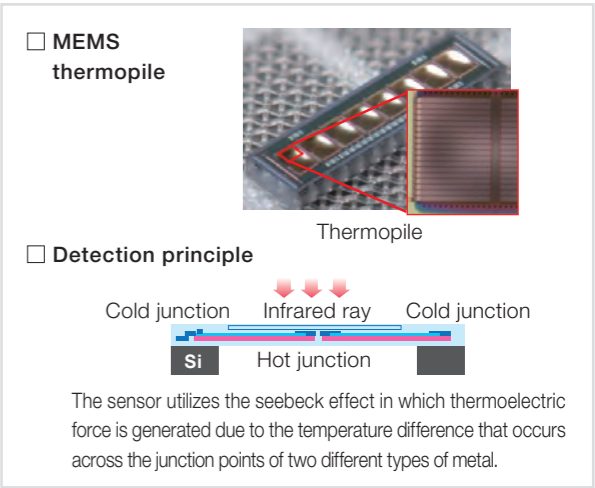 □ MEMS
thermopile
Thermopile
□ Detection principle
Cold junction Infrared ray Cold junction
Si Hot junction
The sensor utilizes the seebeck effect in which thermoelectric
force is generated due to the temperature difference that occurs
across the junction points of two different types of metal.